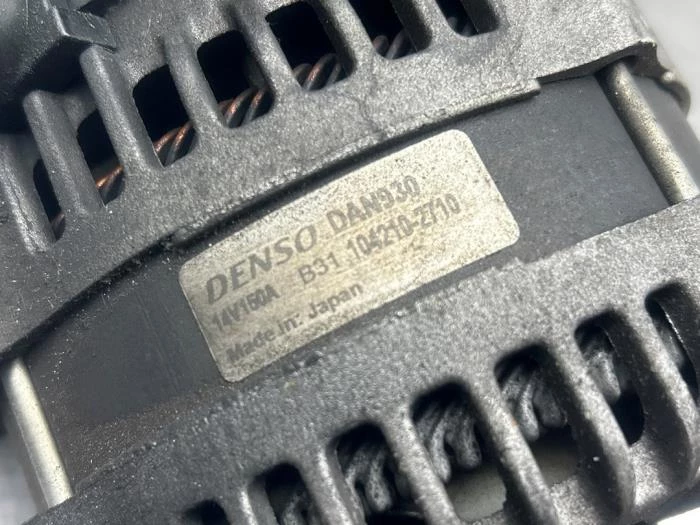 DENSO DAN930
14V150A B31 104210-2710
Made in: Japan